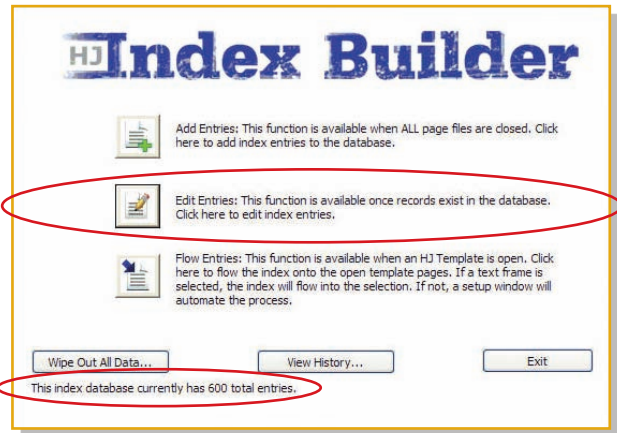 HJ Index Builder
Add Entries: This function is available when ALL page files are closed. Click
here to add index entries to the database.
Edit Entries: This function is available once records exist in the database.
Click here to edit index entries.
Flow Entries: This function is available when an HJ Template is open. Click
here to flow the index onto the open template pages. If a text frame is
selected, the index will flow into the selection. If not, a setup window will
automate the process.
Wipe Out All Data... View History... Exit
This index database currently has 600 total entries.